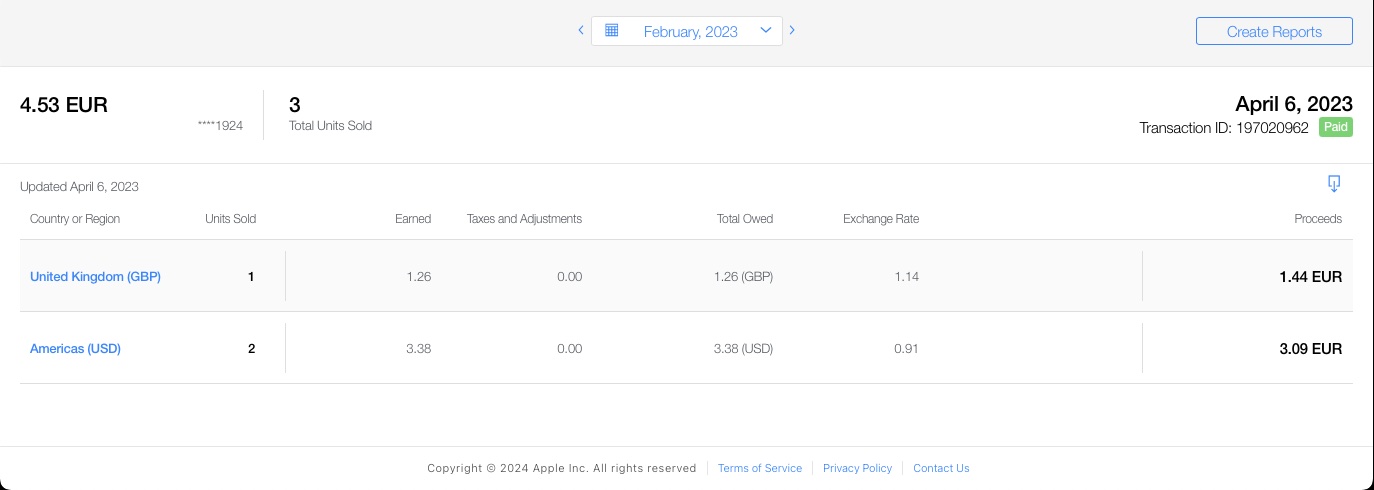 February, 2023
Create Reports
4.53 EUR
****1924
3
Total Units Sold
April 6, 2023
Transaction ID: 197020962 Paid
Updated April 6, 2023
Country or Region Units Sold Earned Taxes and Adjustments Total Owed Exchange Rate Proceeds
United Kingdom (GBP) 1 1.26 0.00 1.26 (GBP) 1.14 1.44 EUR
Americas (USD) 2 3.38 0.00 3.38 (USD) 0.91 3.09 EUR
Copyright © 2024 Apple Inc. All rights reserved Terms of Service Privacy Policy Contact Us